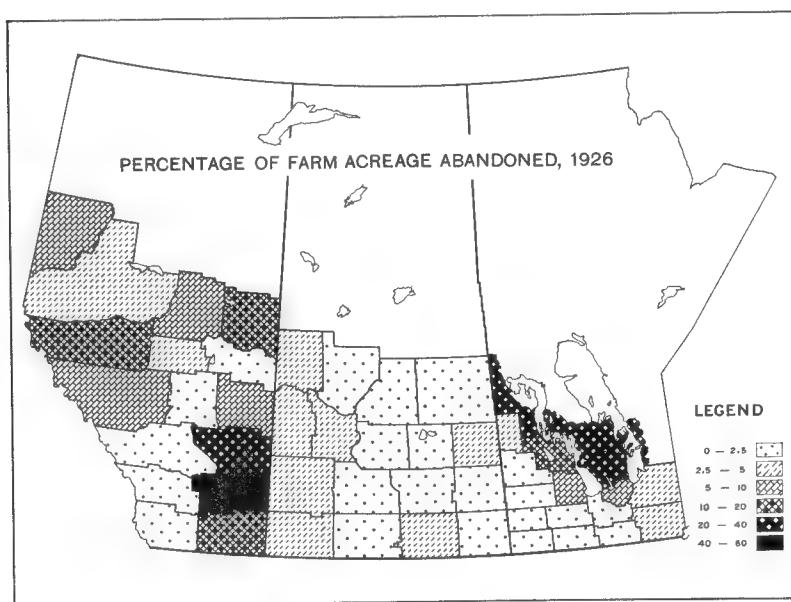 PERCENTAGE OF FARM ACREAGE ABANDONED, 1926
LEGEND
0 — 2.5
2.5 — 5
5 — 10
10 — 20
20 — 40
40 — 60